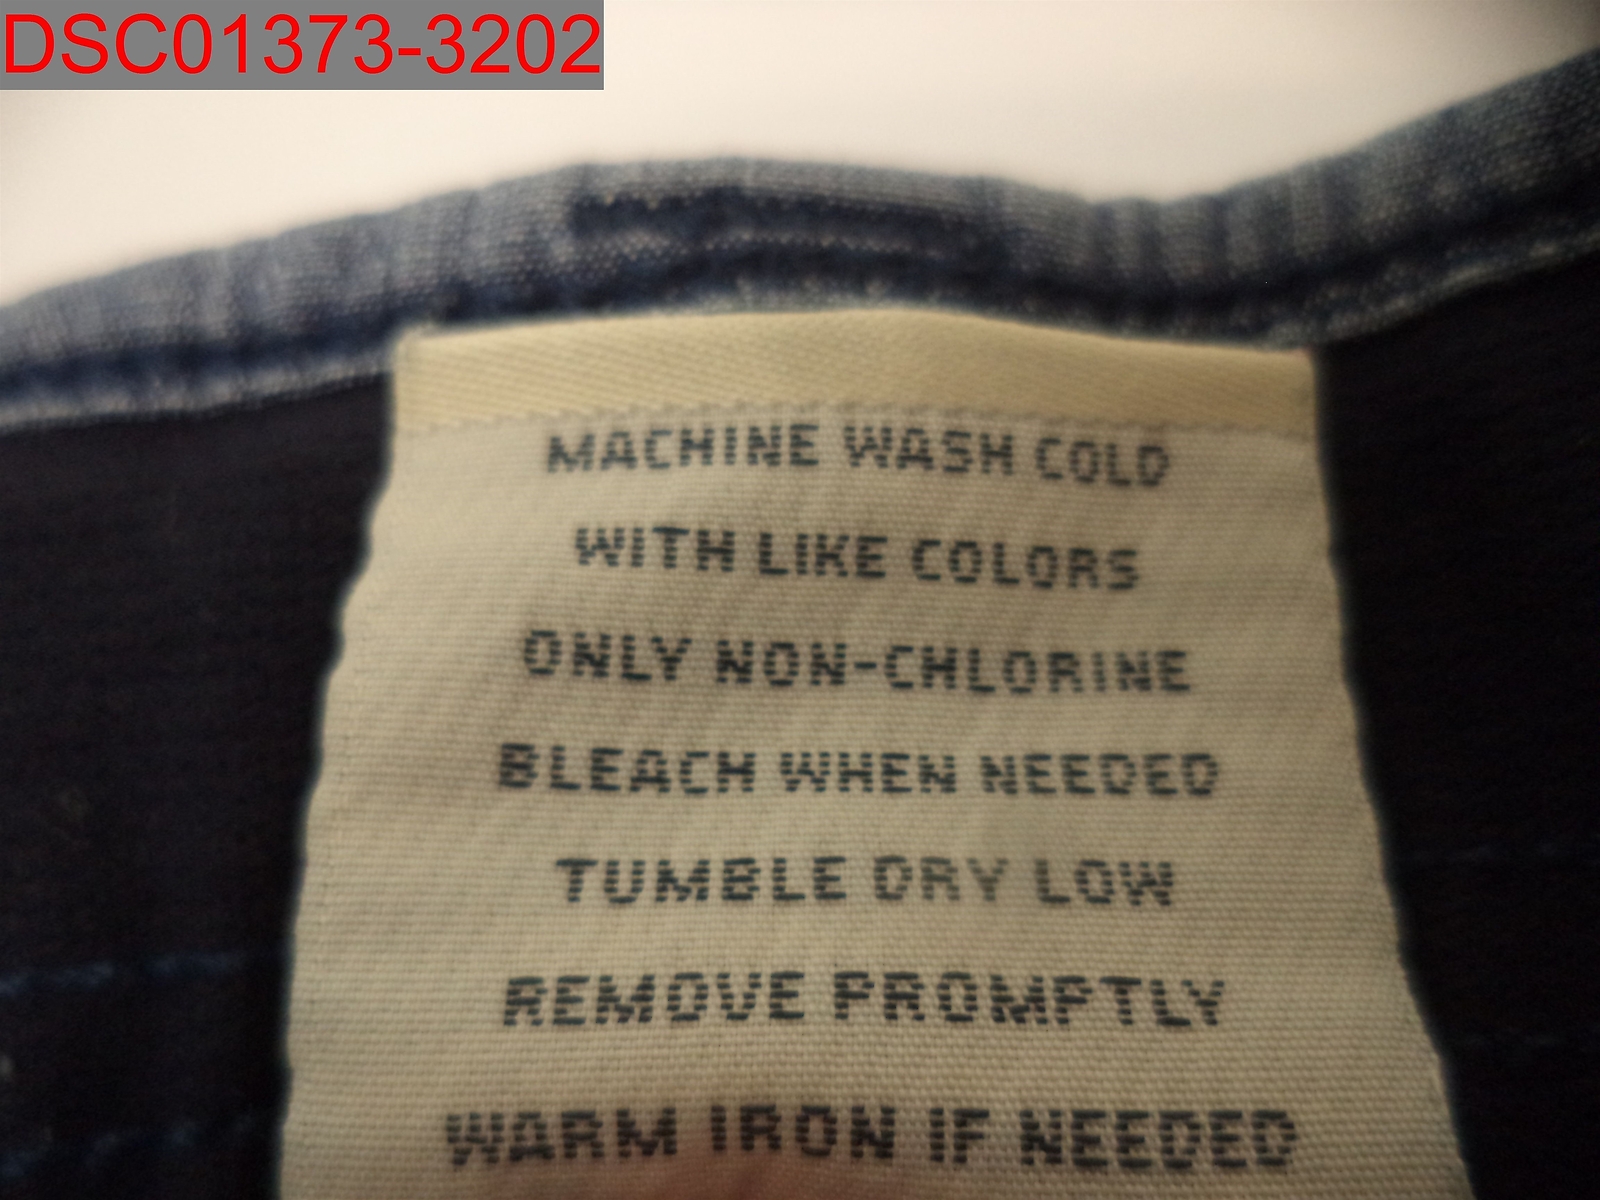 DSC01373-3202
MACHINE WASH COLD
WITH LIKE COLORS
ONLY NON-CHLORINE
BLEACH WHEN NEEDED
TUMBLE DRY LOW
REMOVE PROMPTLY
WARM IRON IF NEEDED